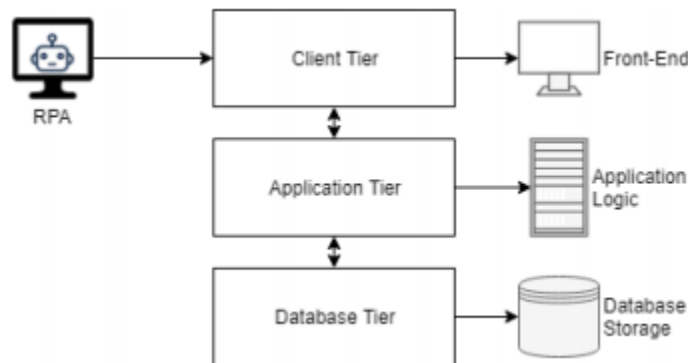 Client Tier
Front-End
RPA
Application Tier
Application
Logic
Database Tier
Database
Storage